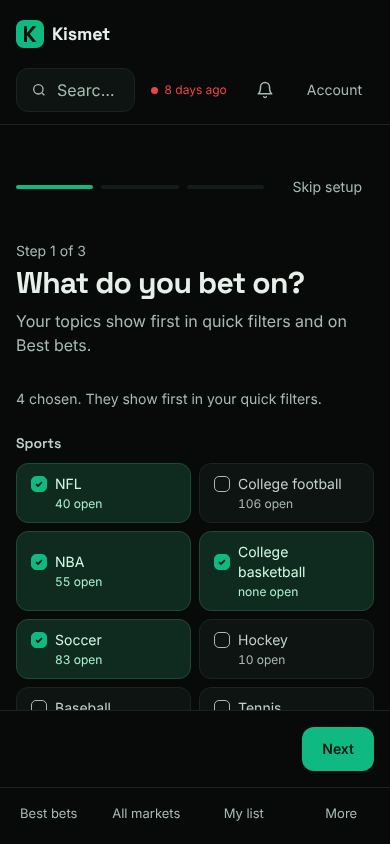 K Kismet
Searc...
8 days ago
Account
Skip setup
Step 1 of 3
What do you bet on?
Your topics show first in quick filters and on
Best bets.
4 chosen. They show first in your quick filters.
Sports
NFL
40 open
College football
106 open
NBA
55 open
College
basketball
none open
Soccer
83 open
Hockey
10 open
Baseball
Tennis
Next
Best bets
All markets
My list
More